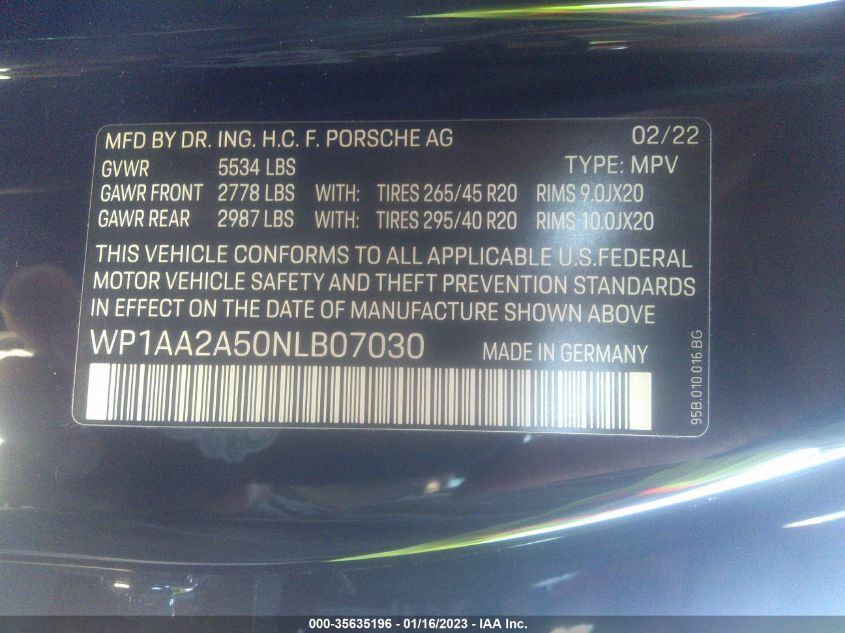 MFD BY DR. ING. H.C. F. PORSCHE AG 02/22
GVWR 5534 LBS TYPE: MPV
GAWR FRONT 2778 LBS WITH: TIRES 265/45 R20 RIMS 9.0JX20
GAWR REAR 2987 LBS WITH: TIRES 295/40 R20 RIMS 10.0JX20
THIS VEHICLE CONFORMS TO ALL APPLICABLE U.S.FEDERAL
MOTOR VEHICLE SAFETY AND THEFT PREVENTION STANDARDS
IN EFFECT ON THE DATE OF MANUFACTURE SHOWN ABOVE
WP1AA2A50NLB07030 MADE IN GERMANY
95B.010.016.BG
000-35635196 - 01/16/2023 - IAA Inc.